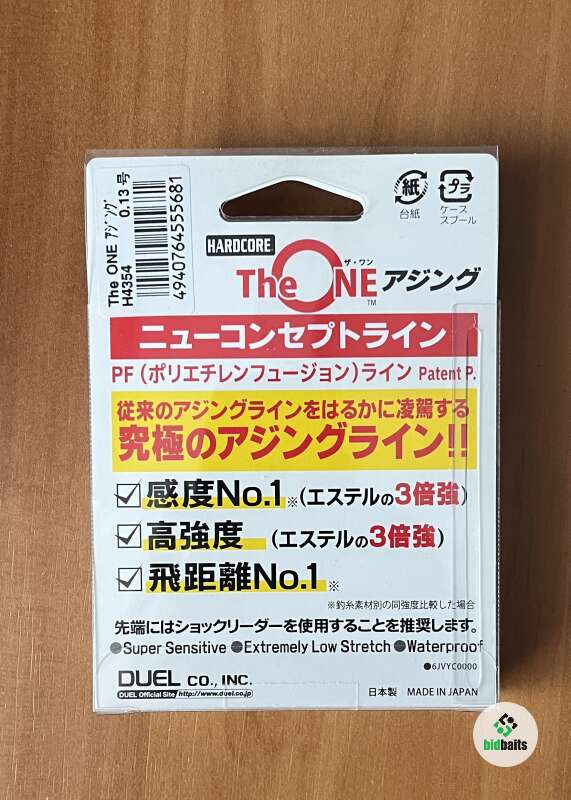 The ONE アジング 0.13号
H4354
4940764555681
紙
台紙
プラ
ケース
スプール
HARDCORE
ザ・ワン
The ONE アジング
TM
ニューコンセプトライン
PF (ポリエチレンフュージョン)ライン Patent P.
従来のアジングラインをはるかに凌駕する
究極のアジングライン!!
感度No.1※(エステルの3倍強)
高強度 (エステルの3倍強)
飛距離No.1 ※
※釣糸素材別の同強度比較した場合
先端にはショックリーダーを使用することを推奨します。
●Super Sensitive ●Extremely Low Stretch ●Waterproof
●6JVYC0000
DUEL CO., INC.
DUEL Official Site http://www.duel.co.jp/
日本製 MADE IN JAPAN
bidbaits